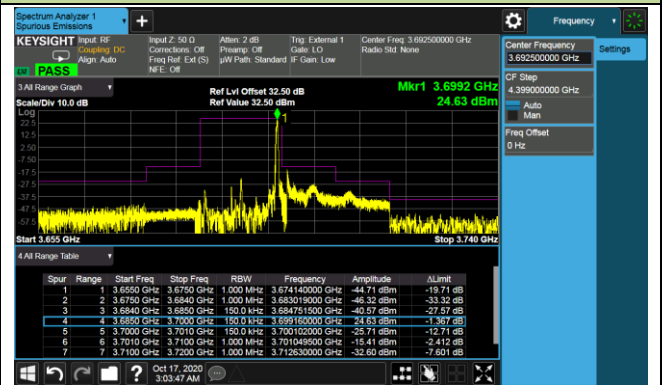 Spectrum Analyzer 1
Spurious Emissions
Frequency
KEYSIGHT
Input: RF
Coupling: DC
Align: Auto
Input Z: 50 Ω
Corrections: Off
Freq Ref: Ext (S)
NFE: Off
Atten: 2 dB
Preamp: Off
µW Path: Standard
Trig: External 1
Gate: LO
IF Gain: Low
Center Freq: 3.692500000 GHz
Radio Std: None
PASS
3 All Range Graph
Scale/Div 10.0 dB
Ref Lvl Offset 32.50 dB
Ref Value 32.50 dBm
Mkr1 3.6992 GHz
24.63 dBm
Log
22.5
12.5
2.50
-7.50
-17.5
-27.5
-37.5
-47.5
-57.5
1
Start 3.655 GHz
Stop 3.740 GHz
4 All Range Table
Spur Range Start Freq Stop Freq RBW Frequency Amplitude ΔLimit
1 1 3.6550 GHz 3.6750 GHz 1.000 MHz 3.674140000 GHz -44.71 dBm -19.71 dB
2 2 3.6750 GHz 3.6840 GHz 1.000 MHz 3.683019000 GHz -46.32 dBm -33.32 dB
3 3 3.6840 GHz 3.6850 GHz 150.0 kHz 3.684751500 GHz -40.57 dBm -27.57 dB
4 4 3.6850 GHz 3.7000 GHz 150.0 kHz 3.699160000 GHz 24.63 dBm -1.367 dB
5 5 3.7000 GHz 3.7010 GHz 150.0 kHz 3.700102000 GHz -25.71 dBm -12.71 dB
6 6 3.7010 GHz 3.7100 GHz 1.000 MHz 3.701049500 GHz -15.41 dBm -2.412 dB
7 7 3.7100 GHz 3.7200 GHz 1.000 MHz 3.712630000 GHz -32.60 dBm -7.601 dB
Center Frequency
3.692500000 GHz
Settings
CF Step
4.399000000 GHz
Auto
Man
Freq Offset
0 Hz
Oct 17, 2020
3:03:47 AM